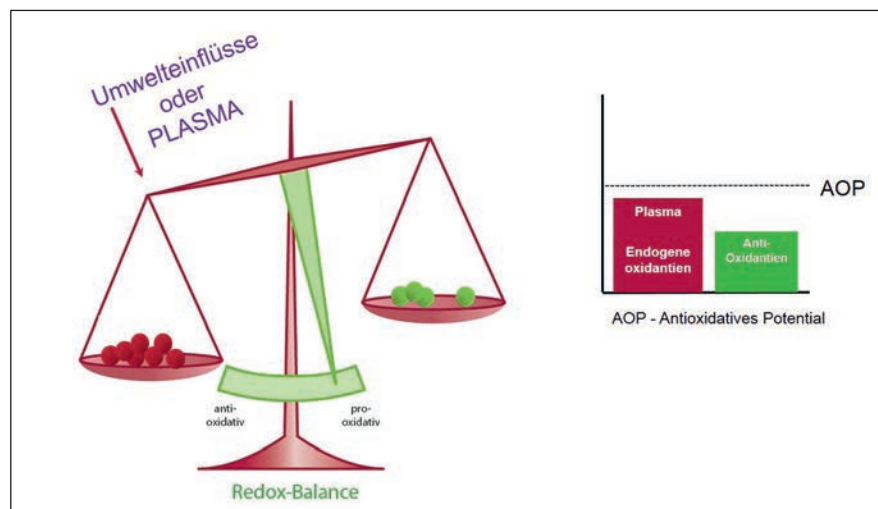 Umwelteinflüsse
oder
PLASMA
anti-
oxidativ
pro-
oxidativ
Redox-Balance
AOP
Plasma
Endogene
oxidantien
Anti-
Oxidantien
AOP - Antioxidatives Potential